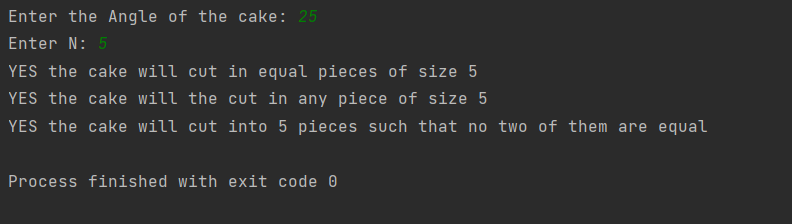 Enter the Angle of the cake: 25
Enter N: 5
YES the cake will cut in equal pieces of size 5
YES the cake will the cut in any piece of size 5
YES the cake will cut into 5 pieces such that no two of them are equal
Process finished with exit code 0